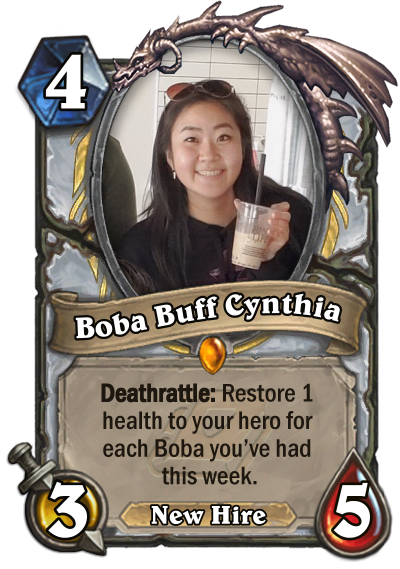 4
Boba Buff Cynthia
Deathrattle: Restore 1
health to your hero for
each Boba you've had
this week.
3
New Hire
5